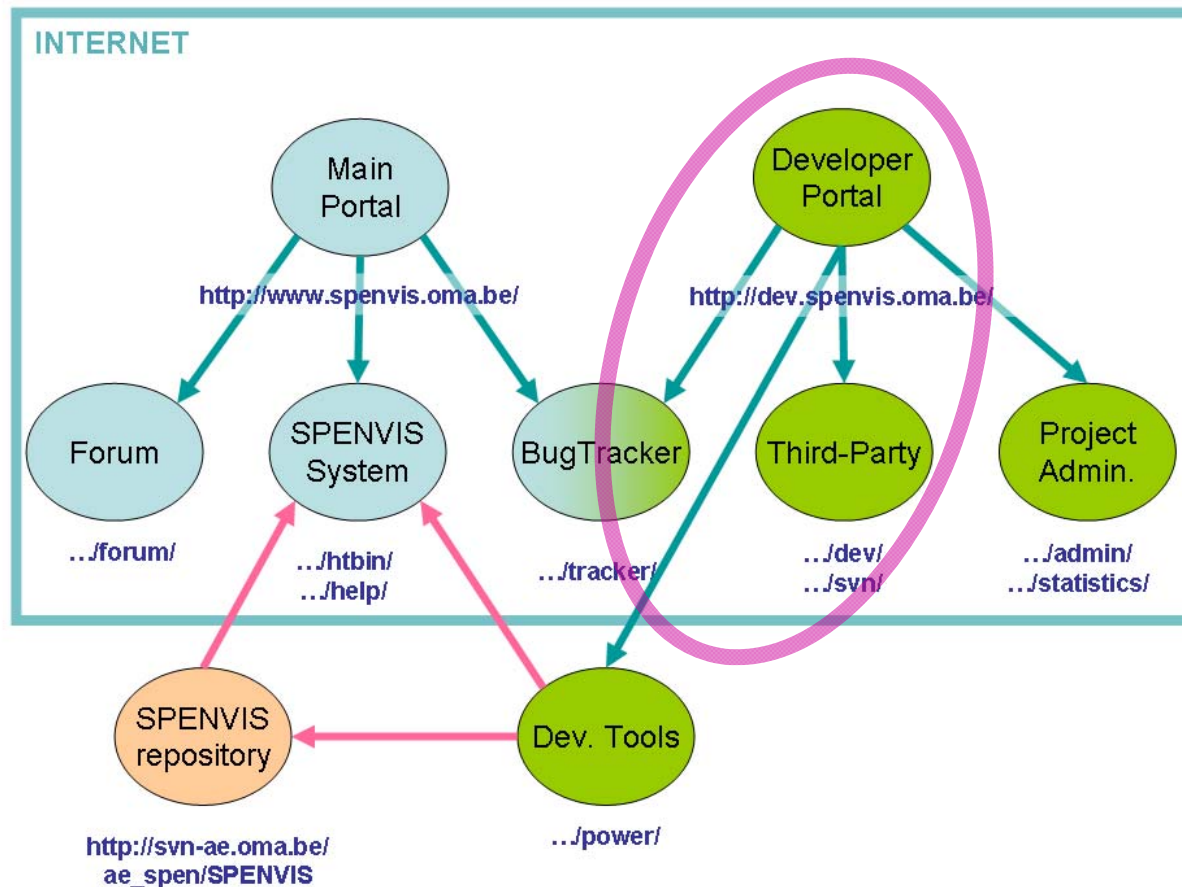 INTERNET
Main
Portal
Developer
Portal
http://www.spenvis.oma.be/
http://dev.spenvis.oma.be/
Forum
SPENVIS
System
BugTracker
Third-Party
Project
Admin.
…/forum/
…/htbin/
…/help/
…/tracker/
…/dev/
…/svn/
…/admin/
…/statistics/
SPENVIS
repository
Dev. Tools
http://svn-ae.oma.be/
ae_spen/SPENVIS
…/power/